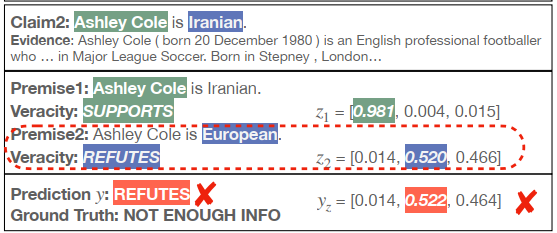 Claim2: Ashley Cole is Iranian.
Evidence: Ashley Cole ( born 20 December 1980 ) is an English professional footballer
who … in Major League Soccer. Born in Stepney , London…
Premise1: Ashley Cole is Iranian.
Veracity: SUPPORTS z1 = [0.981, 0.004, 0.015]
Premise2: Ashley Cole is European.
Veracity: REFUTES z2 = [0.014, 0.520, 0.466]
Prediction y: REFUTES ✘ yz = [0.014, 0.522, 0.464] ✘
Ground Truth: NOT ENOUGH INFO